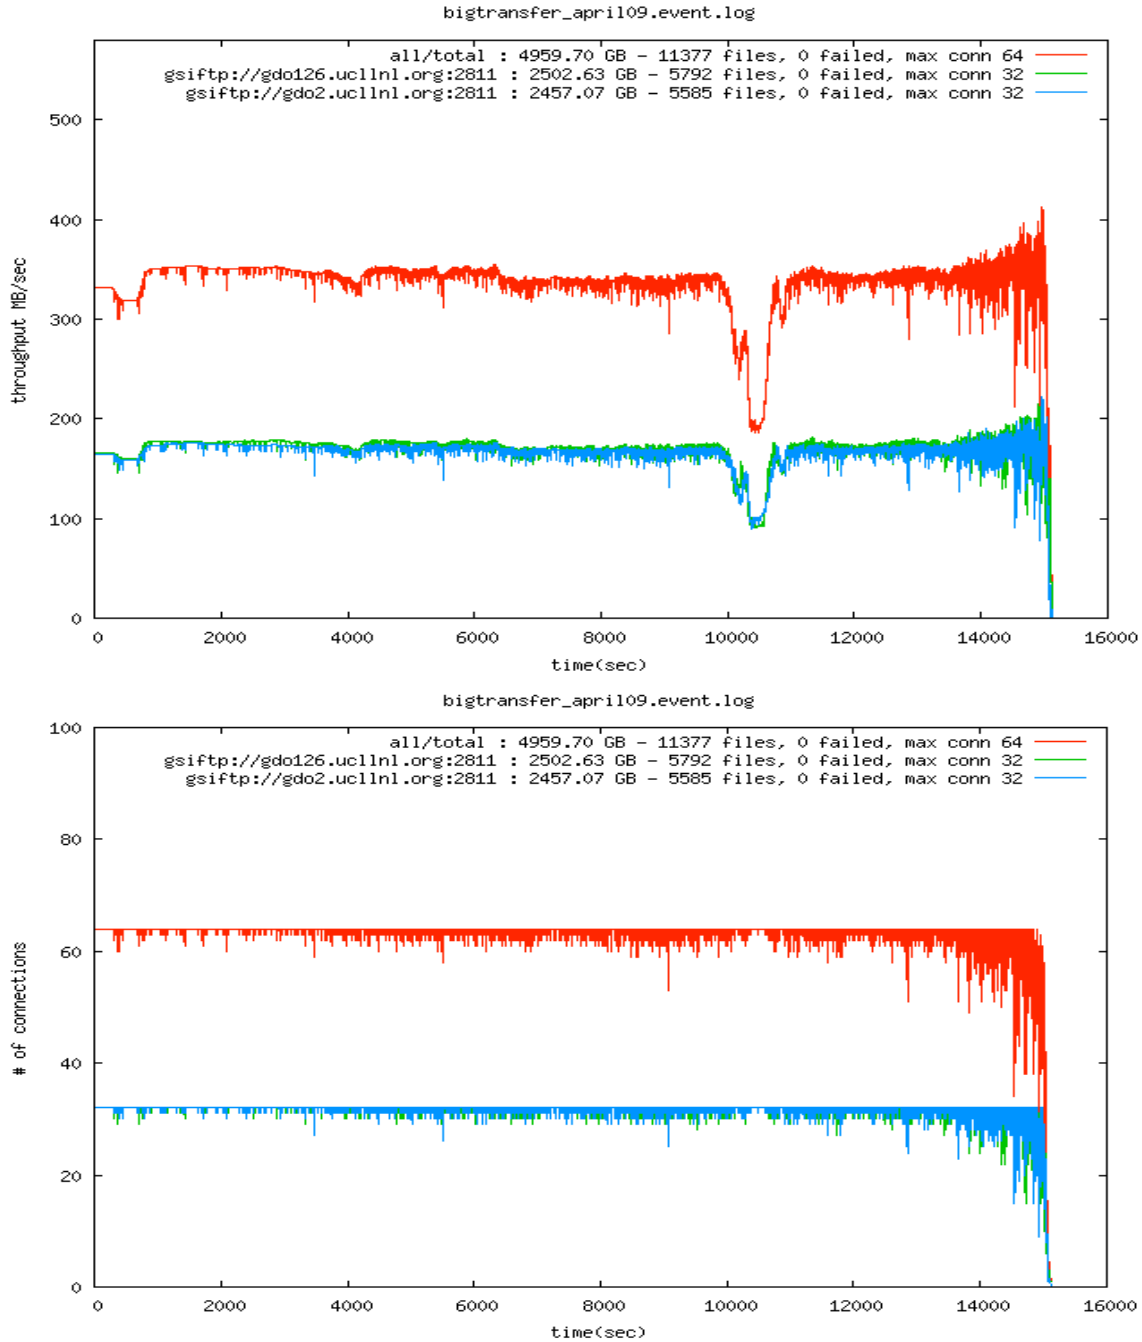 bigtransfer_april09.event.log
all/total : 4959.70 GB - 11377 files, 0 failed, max conn 64
gsiftp://gdo126.ucllnl.org:2811 : 2502.63 GB - 5792 files, 0 failed, max conn 32
gsiftp://gdo2.ucllnl.org:2811 : 2457.07 GB - 5585 files, 0 failed, max conn 32
500
400
300
200
100
0
throughput MB/sec
0 2000 4000 6000 8000 10000 12000 14000 16000
time(sec)
bigtransfer_april09.event.log
100
all/total : 4959.70 GB - 11377 files, 0 failed, max conn 64
gsiftp://gdo126.ucllnl.org:2811 : 2502.63 GB - 5792 files, 0 failed, max conn 32
gsiftp://gdo2.ucllnl.org:2811 : 2457.07 GB - 5585 files, 0 failed, max conn 32
80
60
40
20
0
# of connections
0 2000 4000 6000 8000 10000 12000 14000 16000
time(sec)